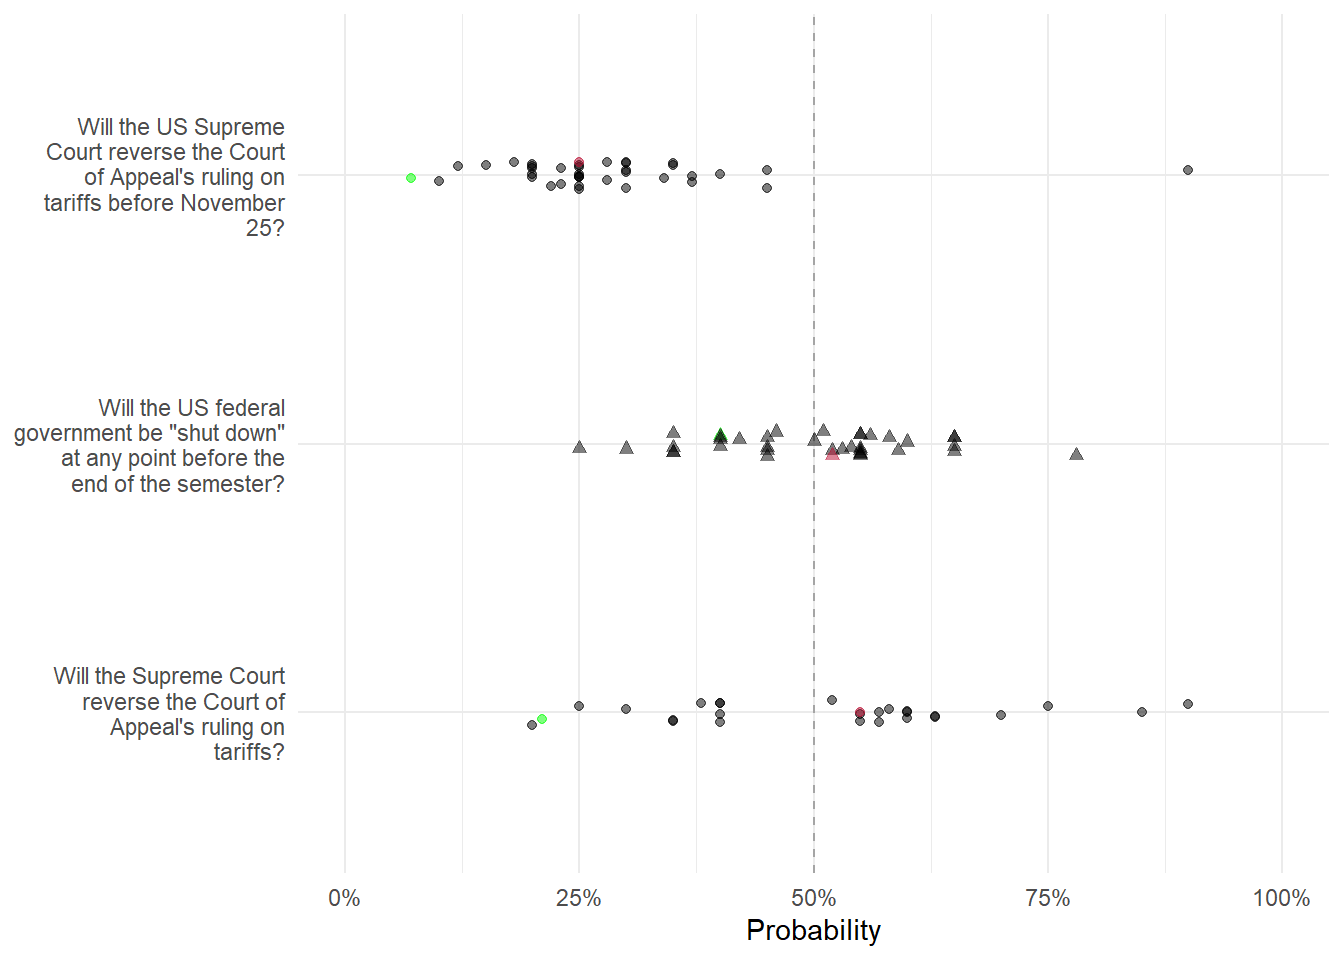 Will the US Supreme
Court reverse the Court
of Appeal's ruling on
tariffs before November
25?
Will the US federal
government be "shut down"
at any point before the
end of the semester?
Will the Supreme Court
reverse the Court of
Appeal's ruling on
tariffs?
0% 25% 50% 75% 100%
Probability